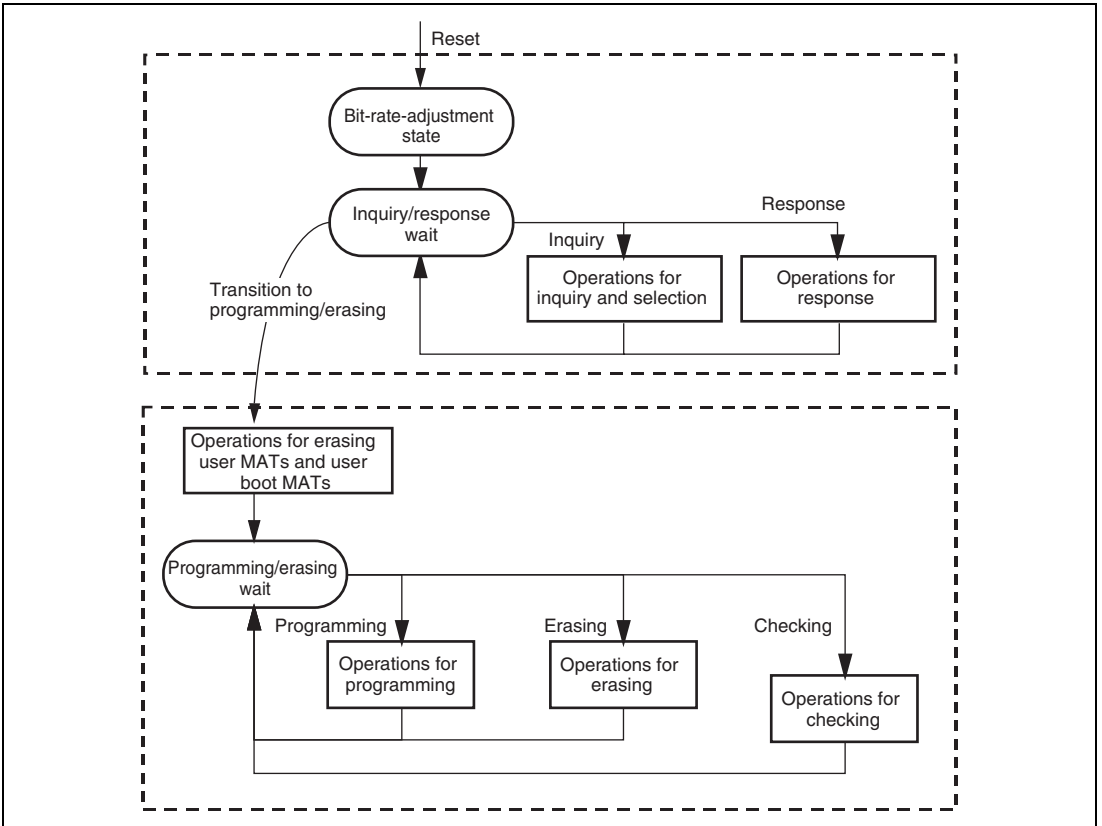 Reset
Bit-rate-adjustment
state
Inquiry/response
wait
Response
Inquiry
Operations for
inquiry and selection
Operations for
response
Transition to
programming/erasing
Operations for erasing
user MATs and user
boot MATs
Programming/erasing
wait
Programming
Erasing
Checking
Operations for
programming
Operations for
erasing
Operations for
checking